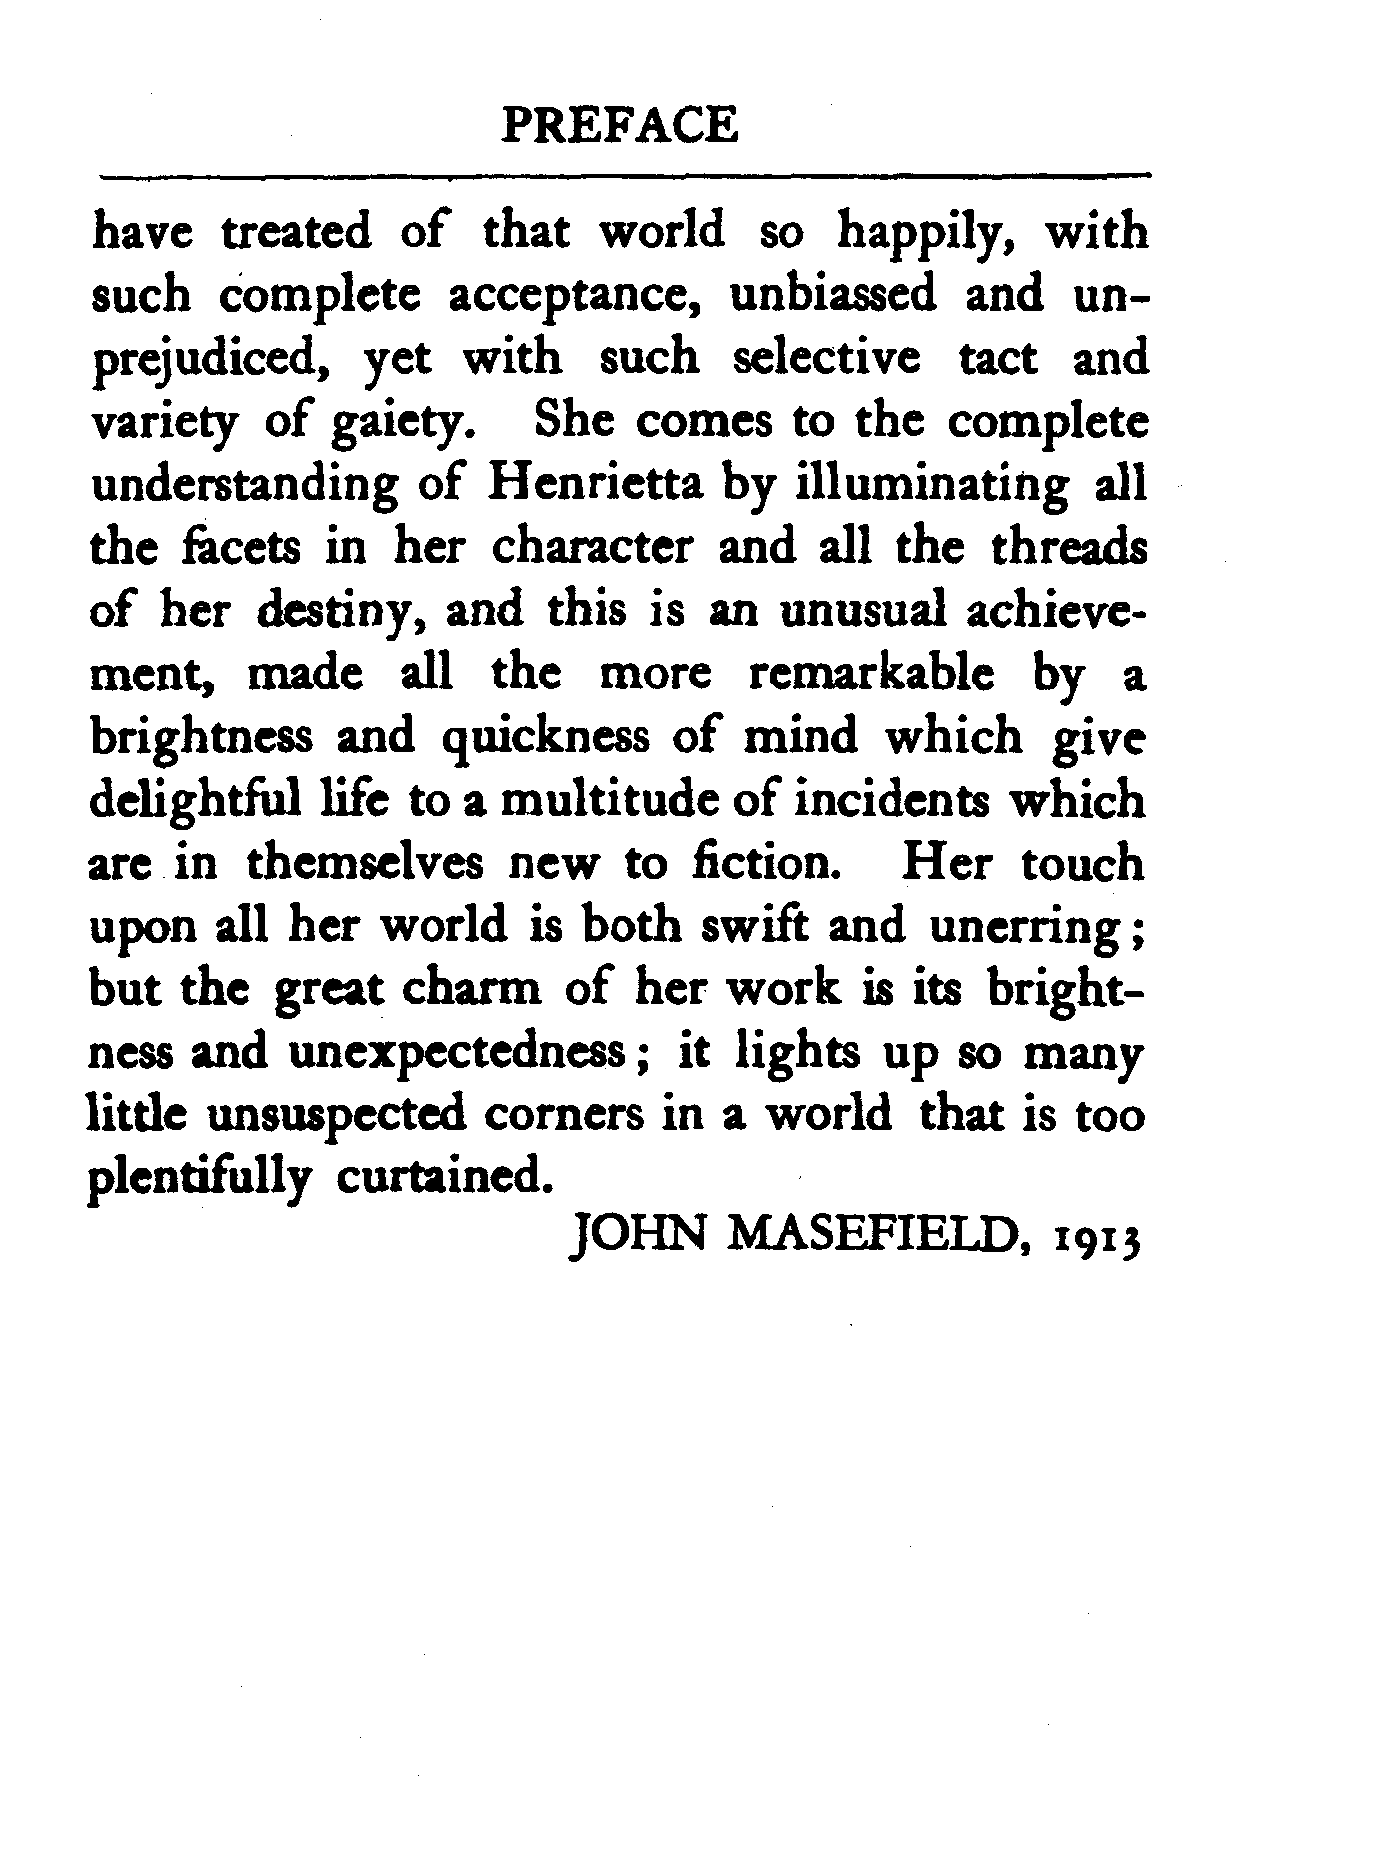 PREFACE
have treated of that world so happily, with
such complete acceptance, unbiassed and un-
prejudiced, yet with such selective tact and
variety of gaiety. She comes to the complete
understanding of Henrietta by illuminating all
the facets in her character and all the threads
of her destiny, and this is an unusual achieve-
ment, made all the more remarkable by a
brightness and quickness of mind which give
delightful life to a multitude of incidents which
are in themselves new to fiction. Her touch
upon all her world is both swift and unerring;
but the great charm of her work is its bright-
ness and unexpectedness; it lights up so many
little unsuspected corners in a world that is too
plentifully curtained.
JOHN MASEFIELD, 1913